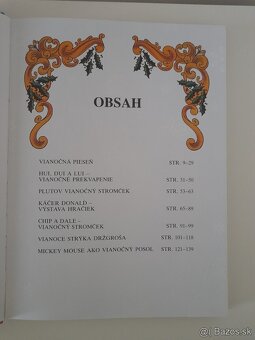 OBSAH
VIANOČNÁ PIESEŇ STR. 9–29
HUI, DUI A LUI –
VIANOČNÉ PREKVAPENIE STR. 31–50
PLUTOV VIANOČNÝ STROMČEK STR. 53–63
KÁČER DONALD –
VÝSTAVA HRAČIEK STR. 65–89
CHIP A DALE –
VIANOČNÝ STROMČEK STR. 91–99
VIANOCE STRÝKA DRŽGROŠA STR. 101–118
MICKEY MOUSE AKO VIANOČNÝ POSOL STR. 121–139
Bazos.sk